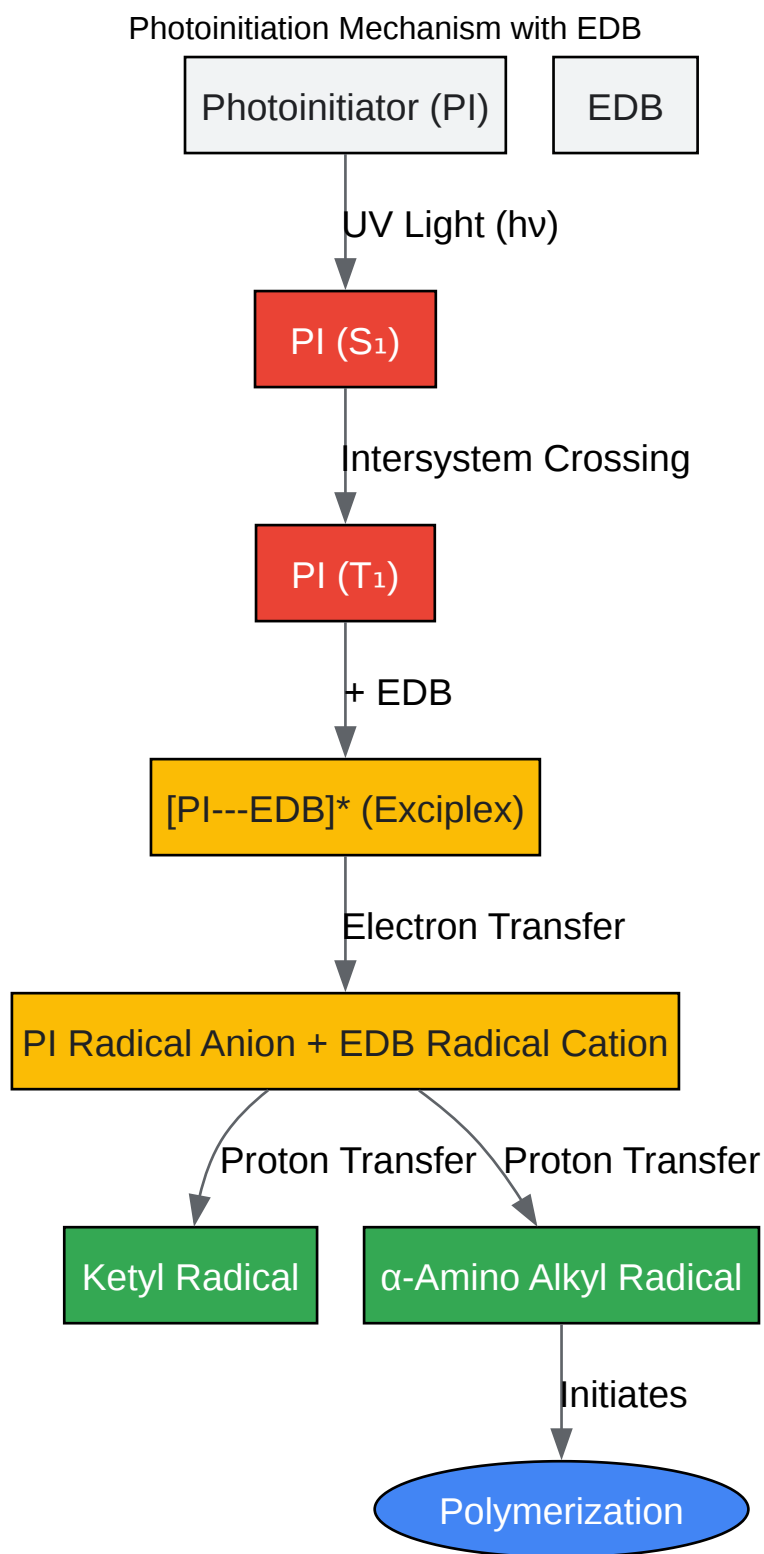 Photoinitiation Mechanism with EDB
Photoinitiator (PI)
EDB
UV Light (hν)
PI (S₁)
Intersystem Crossing
PI (T₁)
+ EDB
[PI---EDB]* (Exciplex)
Electron Transfer
PI Radical Anion + EDB Radical Cation
Proton Transfer
Proton Transfer
Ketyl Radical
α-Amino Alkyl Radical
Initiates
Polymerization